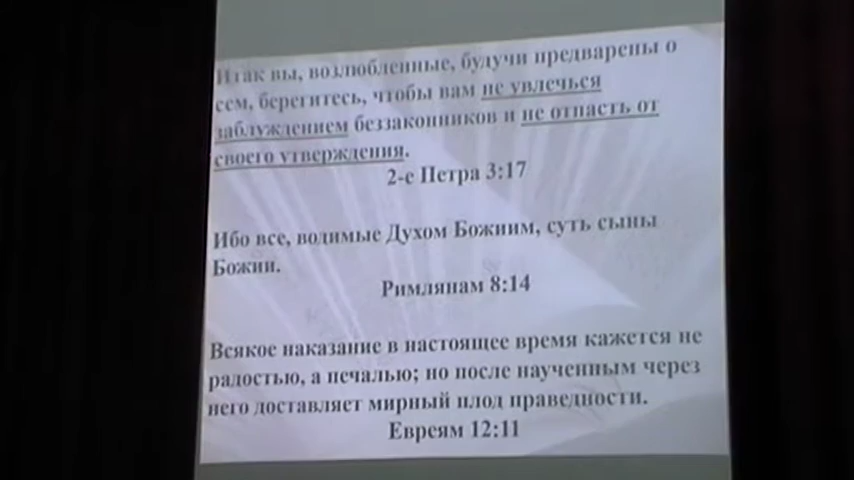 Итак вы, возлюбленные, будучи предварены о
сем, берегитесь, чтобы вам не увлечься
заблуждением беззаконников и не отпасть от
своего утверждения.
2-е Петра 3:17
Ибо все, водимые Духом Божиим, суть сыны
Божии.
Римлянам 8:14
Всякое наказание в настоящее время кажется не
радостью, а печалью; но после наученным через
него доставляет мирный плод праведности.
Евреям 12:11